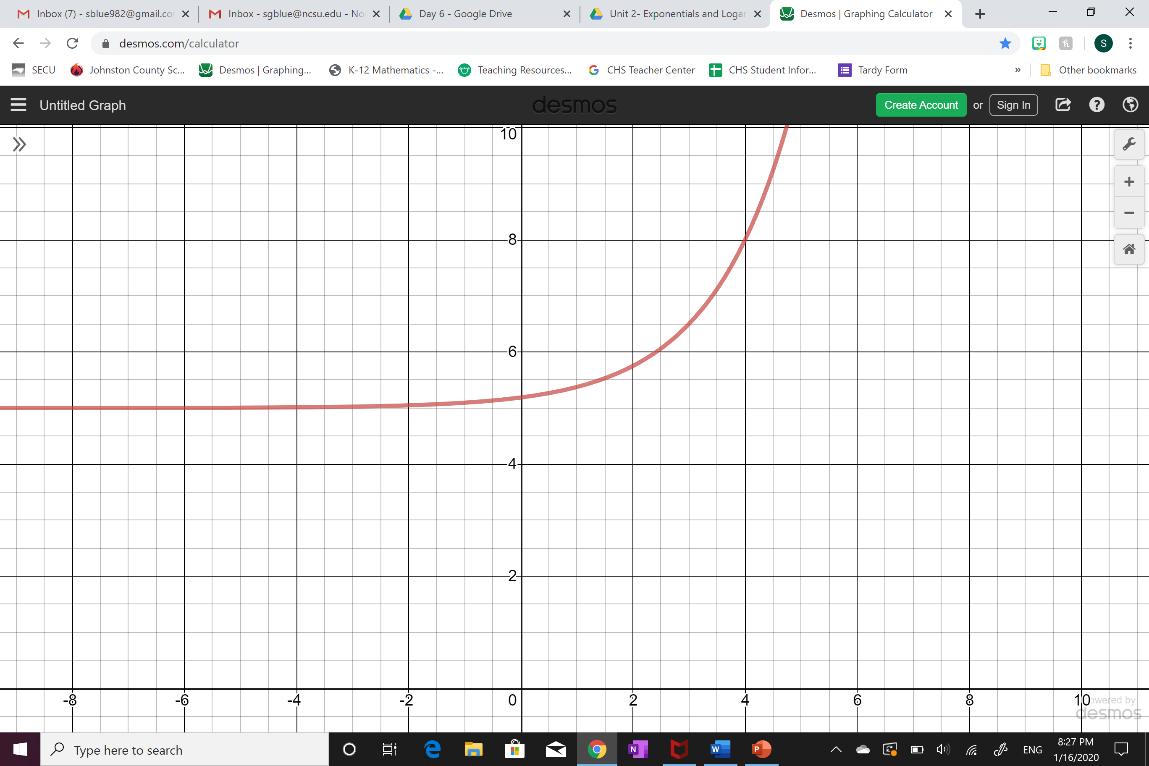 Inbox (7) - sblue982@gmail.co
Inbox - sgblue@ncsu.edu - No
Day 6 - Google Drive
Unit 2- Exponentials and Logar
Desmos | Graphing Calculator
desmos.com/calculator
S
SECU
Johnston County Sc...
Desmos | Graphing...
K-12 Mathematics -...
Teaching Resources...
CHS Teacher Center
CHS Student Infor...
Tardy Form
»
Other bookmarks
Untitled Graph
desmos
Create Account
or
Sign In
10
8
6
4
2
-8
-6
-4
-2
0
2
4
6
8
10
wered by
desmos
Type here to search
ENG
8:27 PM
1/16/2020